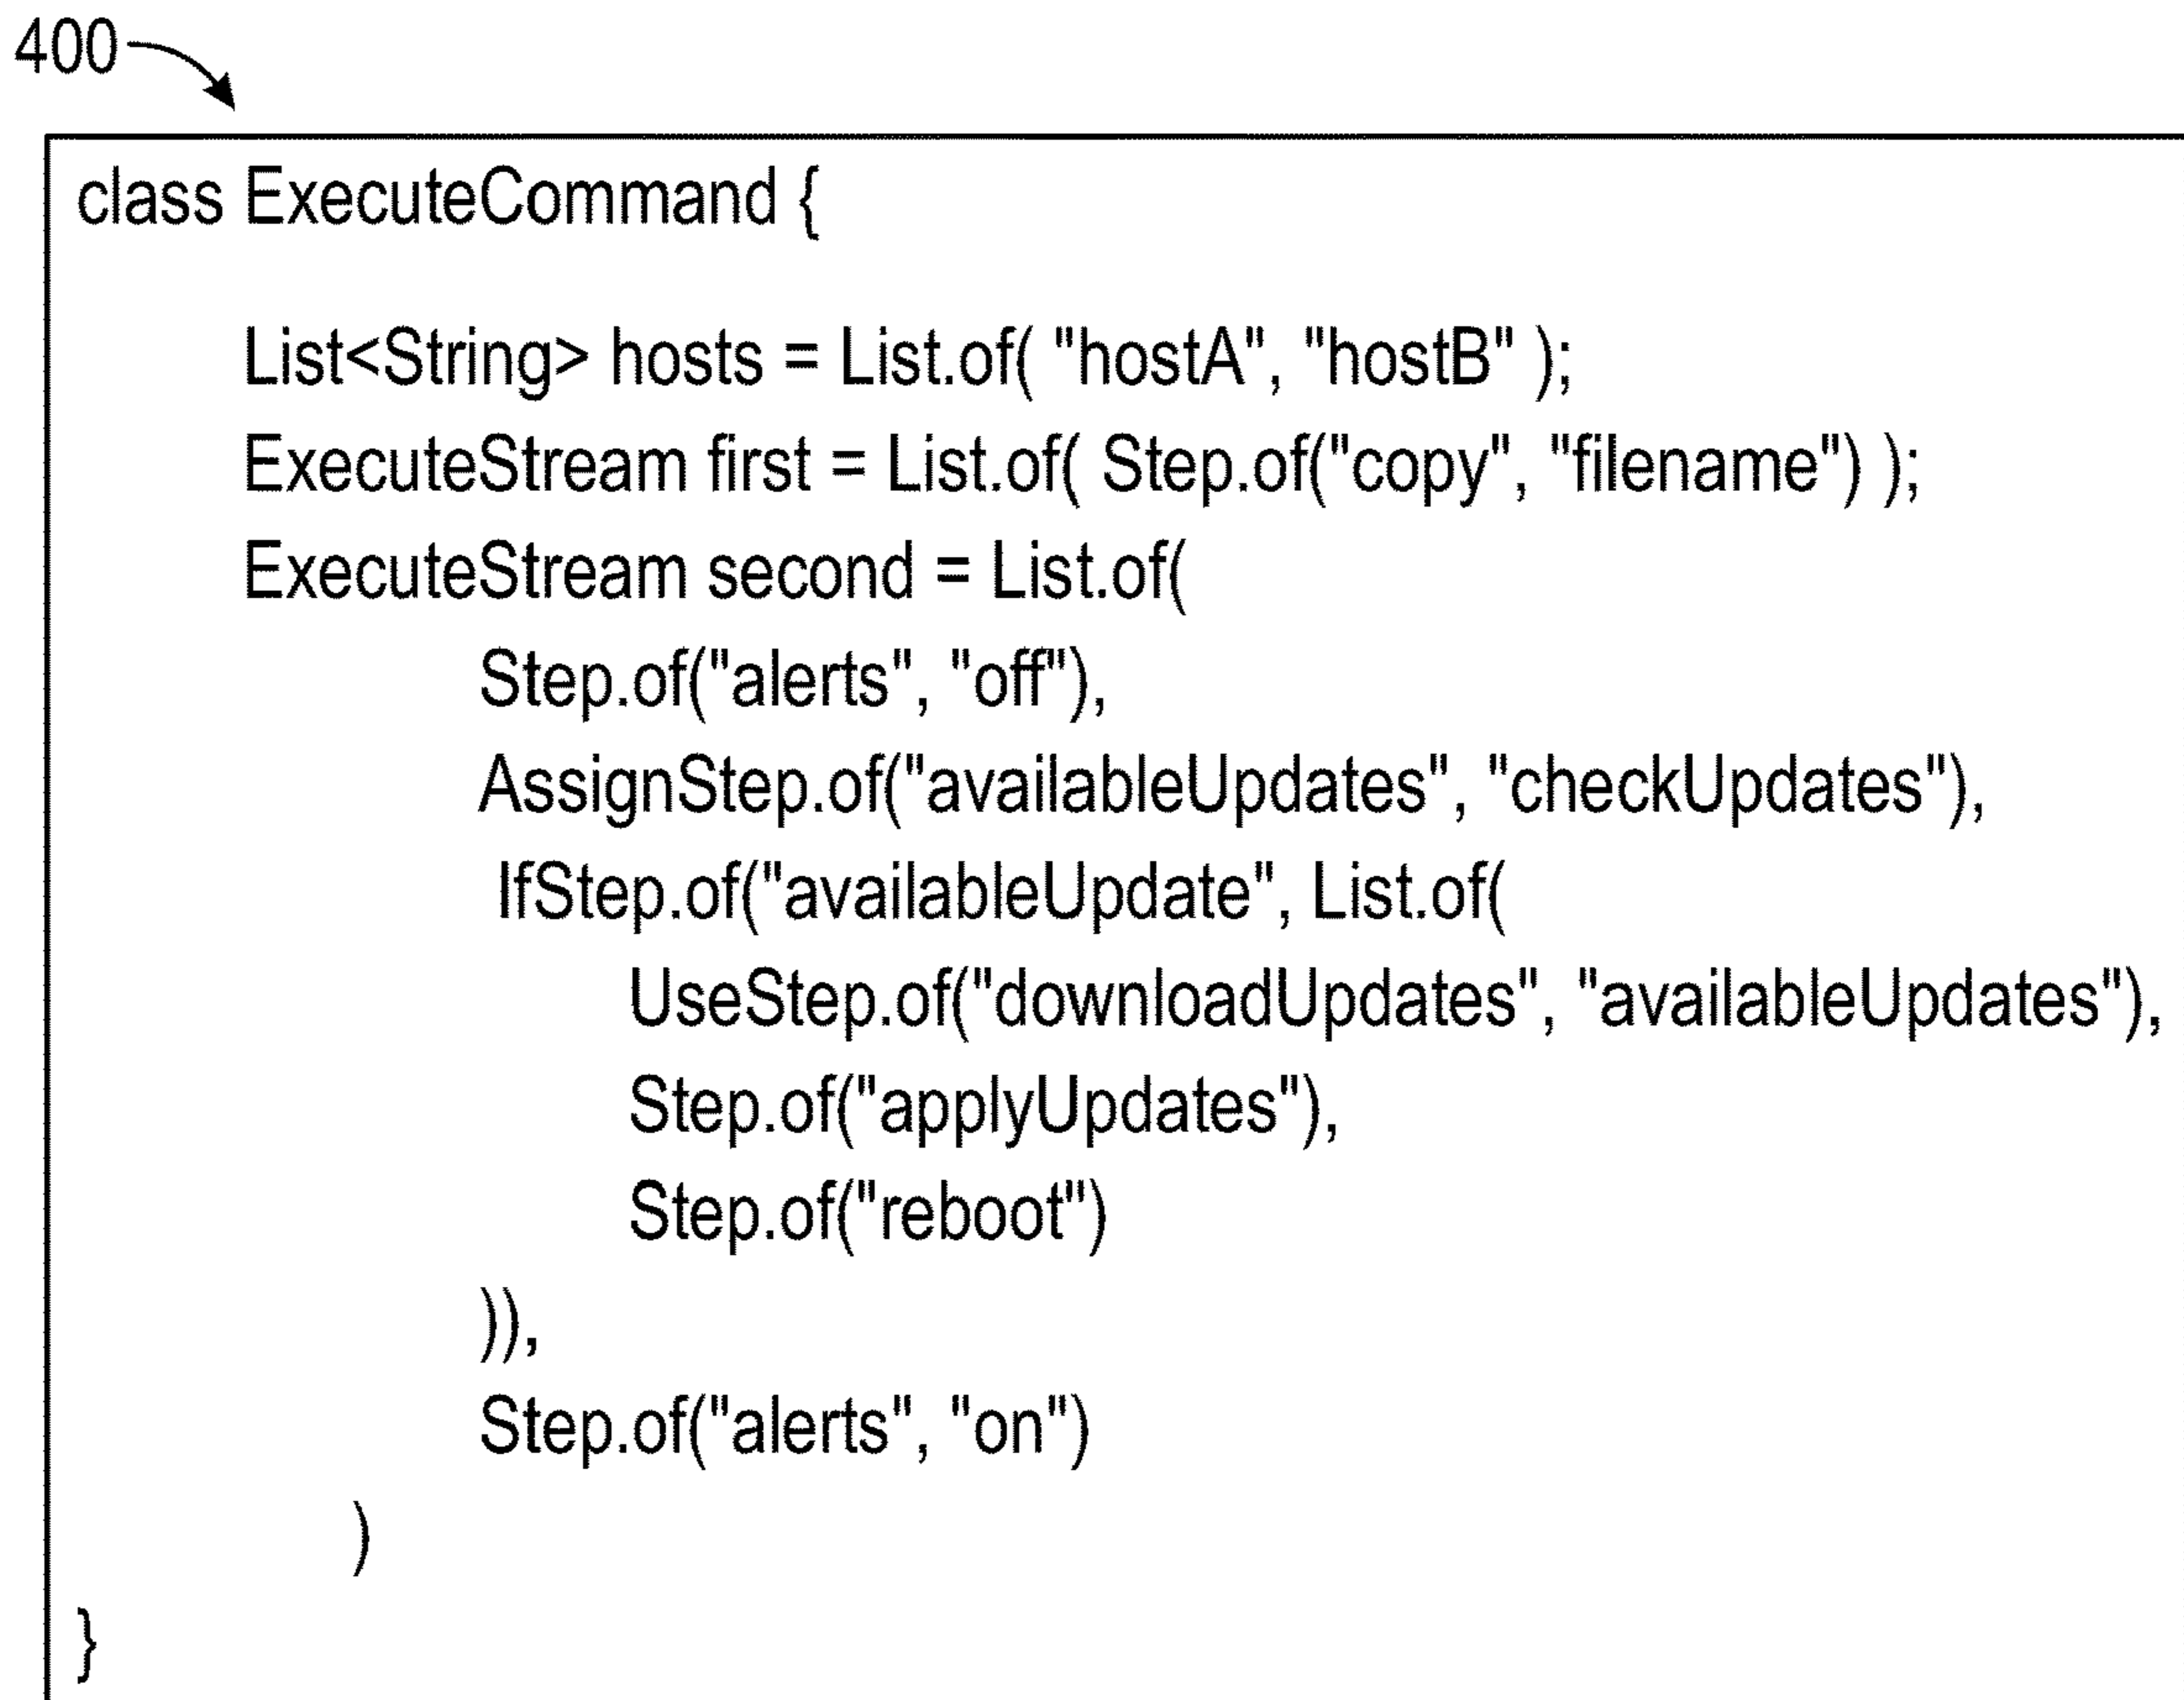 400
class ExecuteCommand {
List<String> hosts = List.of( "hostA", "hostB" );
ExecuteStream first = List.of( Step.of("copy", "filename") );
ExecuteStream second = List.of(
Step.of("alerts", "off"),
AssignStep.of("availableUpdates", "checkUpdates"),
IfStep.of("availableUpdate", List.of(
UseStep.of("downloadUpdates", "availableUpdates"),
Step.of("applyUpdates"),
Step.of("reboot")
)),
Step.of("alerts", "on")
)
}